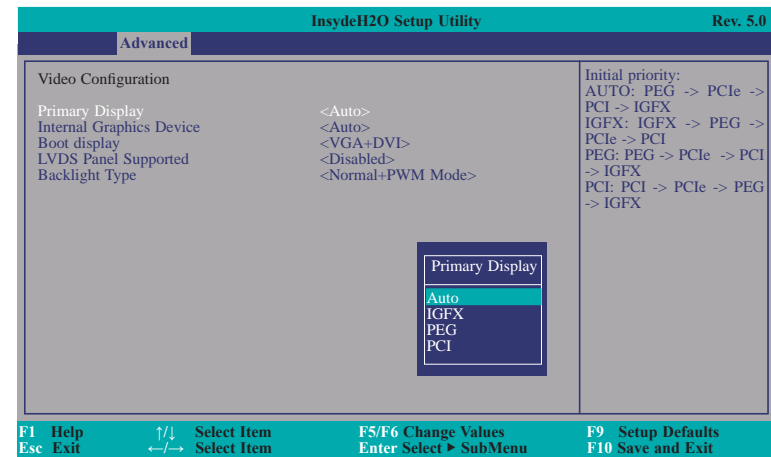 InsydeH2O Setup Utility Rev. 5.0
Advanced
Video Configuration
Primary Display <Auto>
Internal Graphics Device <Auto>
Boot display <VGA+DVI>
LVDS Panel Supported <Disabled>
Backlight Type <Normal+PWM Mode>
Initial priority:
AUTO: PEG -> PCIe ->
PCI -> IGFX
IGFX: IGFX -> PEG ->
PCIe -> PCI
PEG: PEG -> PCIe -> PCI
-> IGFX
PCI: PCI -> PCIe -> PEG
-> IGFX
Primary Display
Auto
IGFX
PEG
PCI
F1 Help ↑/↓ Select Item F5/F6 Change Values F9 Setup Defaults
Esc Exit ←/→ Select Item Enter Select ▶ SubMenu F10 Save and Exit